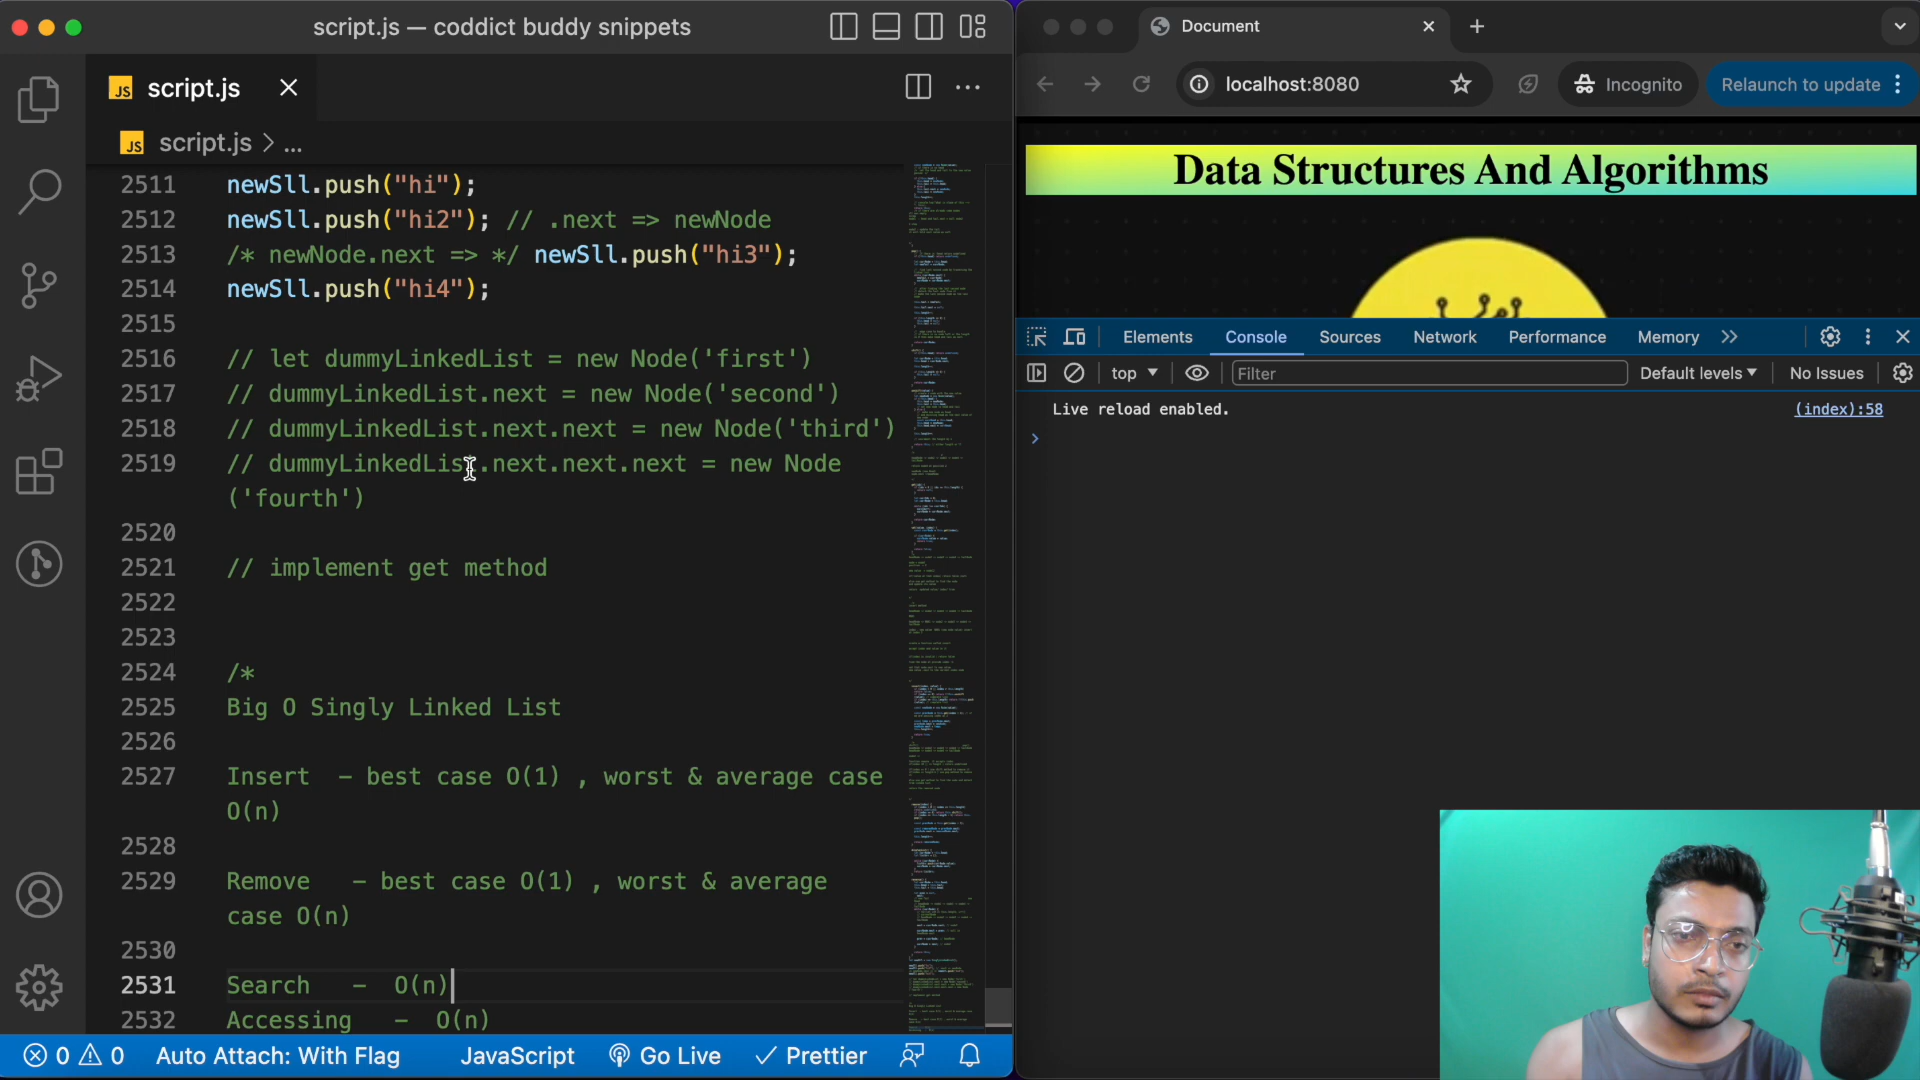 script.js — coddict buddy snippets
JS script.js
JS script.js > ...
2511 newSll.push("hi");
2512 newSll.push("hi2"); // .next => newNode
2513 /* newNode.next => */ newSll.push("hi3");
2514 newSll.push("hi4");
2515
2516 // let dummyLinkedList = new Node('first')
2517 // dummyLinkedList.next = new Node('second')
2518 // dummyLinkedList.next.next = new Node('third')
2519 // dummyLinkedList.next.next.next = new Node
('fourth')
2520
2521 // implement get method
2522
2523
2524 /*
2525 Big O Singly Linked List
2526
2527 Insert – best case O(1) , worst & average case
O(n)
2528
2529 Remove – best case O(1) , worst & average
case O(n)
2530
2531 Search – O(n)
2532 Accessing – O(n)
0 0 Auto Attach: With Flag JavaScript Go Live Prettier
Document
localhost:8080 Incognito Relaunch to update
Data Structures And Algorithms
Elements Console Sources Network Performance Memory
top Filter Default levels No Issues
Live reload enabled. (index):58